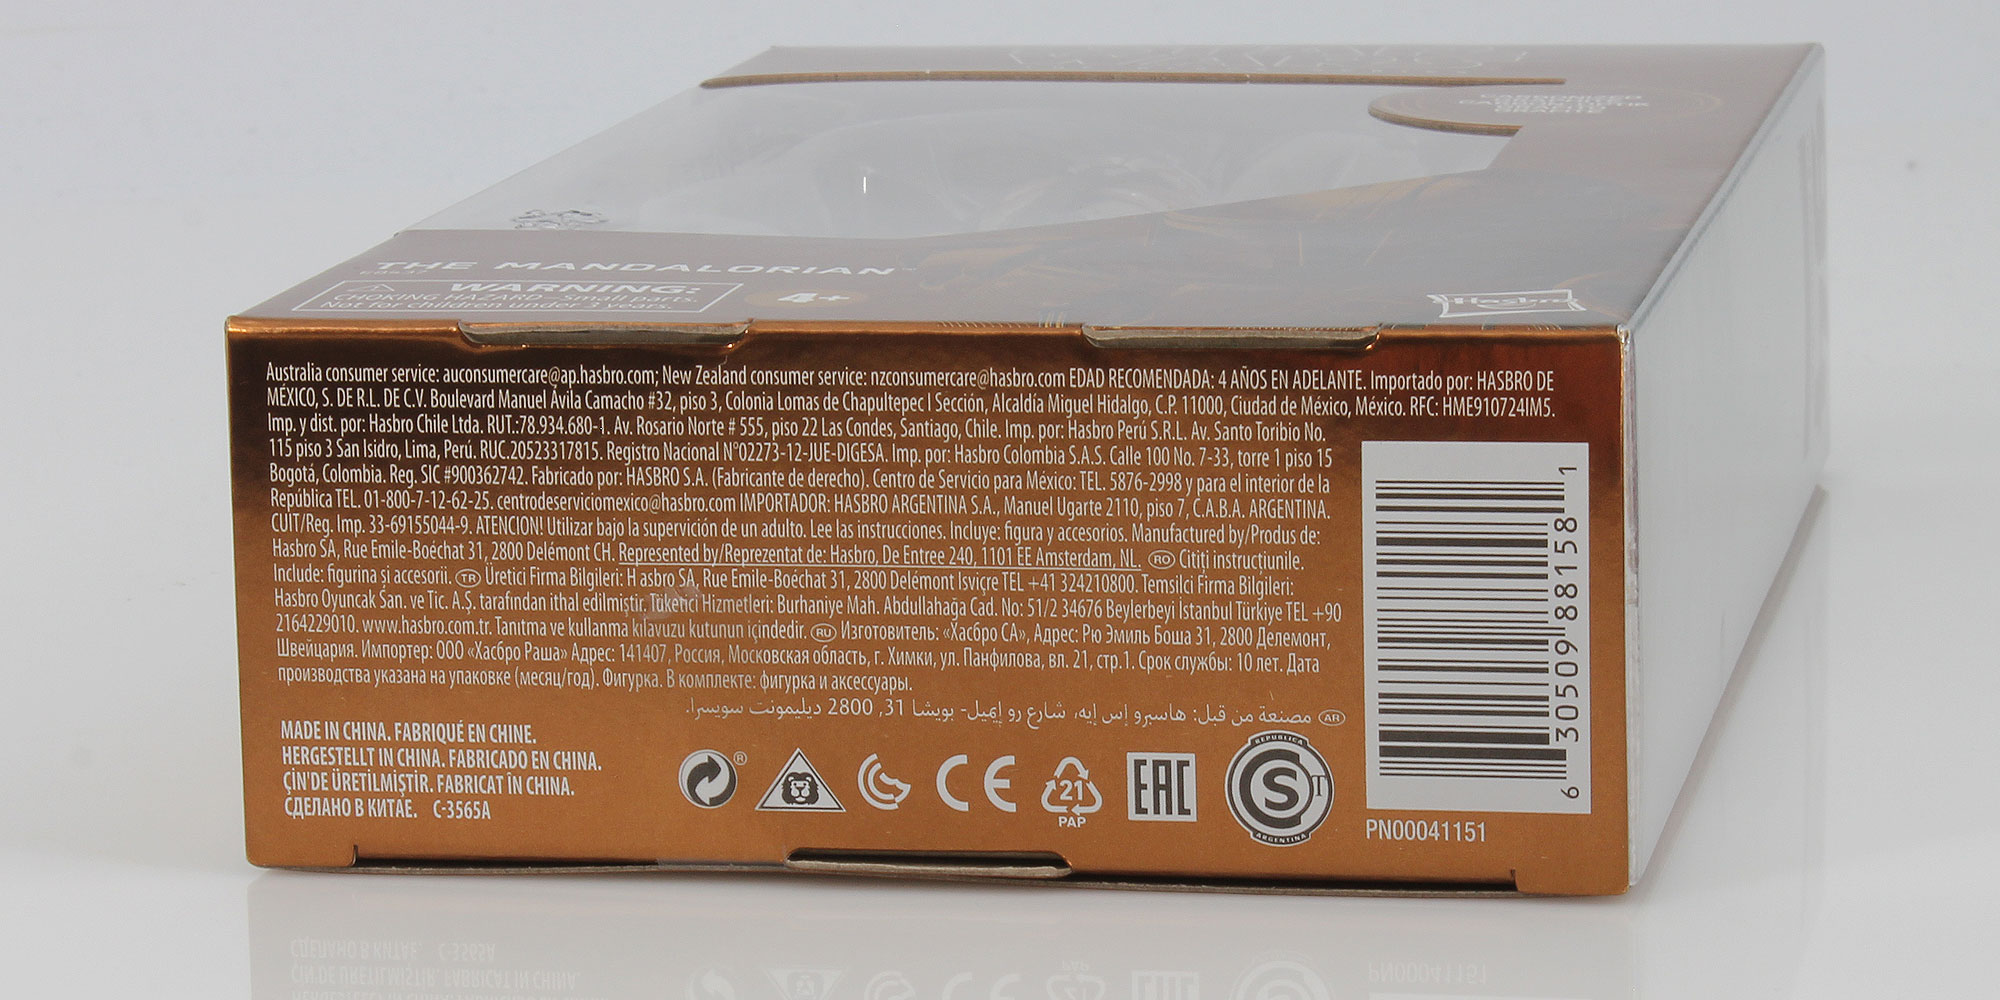 THE MANDALORIAN™
WARNING:
CHOKING HAZARD - Small parts.
Not for children under 3 years.
4+
Hasbro
Australia consumer service: auconsumercare@ap.hasbro.com; New Zealand consumer service: nzconsumercare@hasbro.com EDAD RECOMENDADA: 4 AÑOS EN ADELANTE. Importado por: HASBRO DE
MÉXICO, S. DE R.L. DE C.V. Boulevard Manuel Ávila Camacho #32, piso 3, Colonia Lomas de Chapultepec I Sección, Alcaldía Miguel Hidalgo, C.P. 11000, Ciudad de México, México. RFC: HME910724IM5.
Imp. y dist. por: Hasbro Chile Ltda. RUT.:78.934.680-1. Av. Rosario Norte # 555, piso 22 Las Condes, Santiago, Chile. Imp. por: Hasbro Perú S.R.L. Av. Santo Toribio No.
115 piso 3 San Isidro, Lima, Perú. RUC.20523317815. Registro Nacional N°02273-12-JUE-DIGESA. Imp. por: Hasbro Colombia S.A.S. Calle 100 No. 7-33, torre 1 piso 15
Bogotá, Colombia. Reg. SIC #900362742. Fabricado por: HASBRO S.A. (Fabricante de derecho). Centro de Servicio para México: TEL. 5876-2998 y para el interior de la
República TEL. 01-800-7-12-62-25. centrodeserviciomexico@hasbro.com IMPORTADOR: HASBRO ARGENTINA S.A., Manuel Ugarte 2110, piso 7, C.A.B.A. ARGENTINA.
CUIT/Reg. Imp. 33-69155044-9. ATENCION! Utilizar bajo la supervición de un adulto. Lee las instrucciones. Incluye: figura y accesorios. Manufactured by/Produs de:
Hasbro SA, Rue Emile-Boéchat 31, 2800 Delémont CH. Represented by/Reprezentat de: Hasbro, De Entree 240, 1101 EE Amsterdam, NL. RO Citiți instrucțiunile.
Include: figurina și accesorii. TR Üretici Firma Bilgileri: H asbro SA, Rue Emile-Boéchat 31, 2800 Delémont İsviçre TEL +41 324210800. Temsilci Firma Bilgileri:
Hasbro Oyuncak San. ve Tic. A.Ş. tarafından ithal edilmiştir. Tüketici Hizmetleri: Burhaniye Mah. Abdullahağa Cad. No: 51/2 34676 Beylerbeyi İstanbul Türkiye TEL +90
2164229010. www.hasbro.com.tr. Tanıtma ve kullanma kılavuzu kutunun içindedir. RU Изготовитель: «Хасбро СА», Адрес: Рю Эмиль Боша 31, 2800 Делемонт,
Швейцария. Импортер: ООО «Хасбро Раша» Адрес: 141407, Россия, Московская область, г. Химки, ул. Панфилова, вл. 21, стр.1. Срок службы: 10 лет. Дата
производства указана на упаковке (месяц/год). Фигурка. В комплекте: фигурка и аксессуары.
AR مصنعة من قبل: هاسبرو إس إيه، شارع رو إيميل- بويشا 31, 2800 ديليمونت سويسرا.
MADE IN CHINA. FABRIQUÉ EN CHINE.
HERGESTELLT IN CHINA. FABRICADO EN CHINA.
ÇİN'DE ÜRETİLMİŞTİR. FABRICAT ÎN CHINA.
СДЕЛАНО В КИТАЕ. C-3565A
®
CE
21
PAP
EAC
REPUBLICA
S T
ARGENTINA
6 30509 88158 1
PN00041151